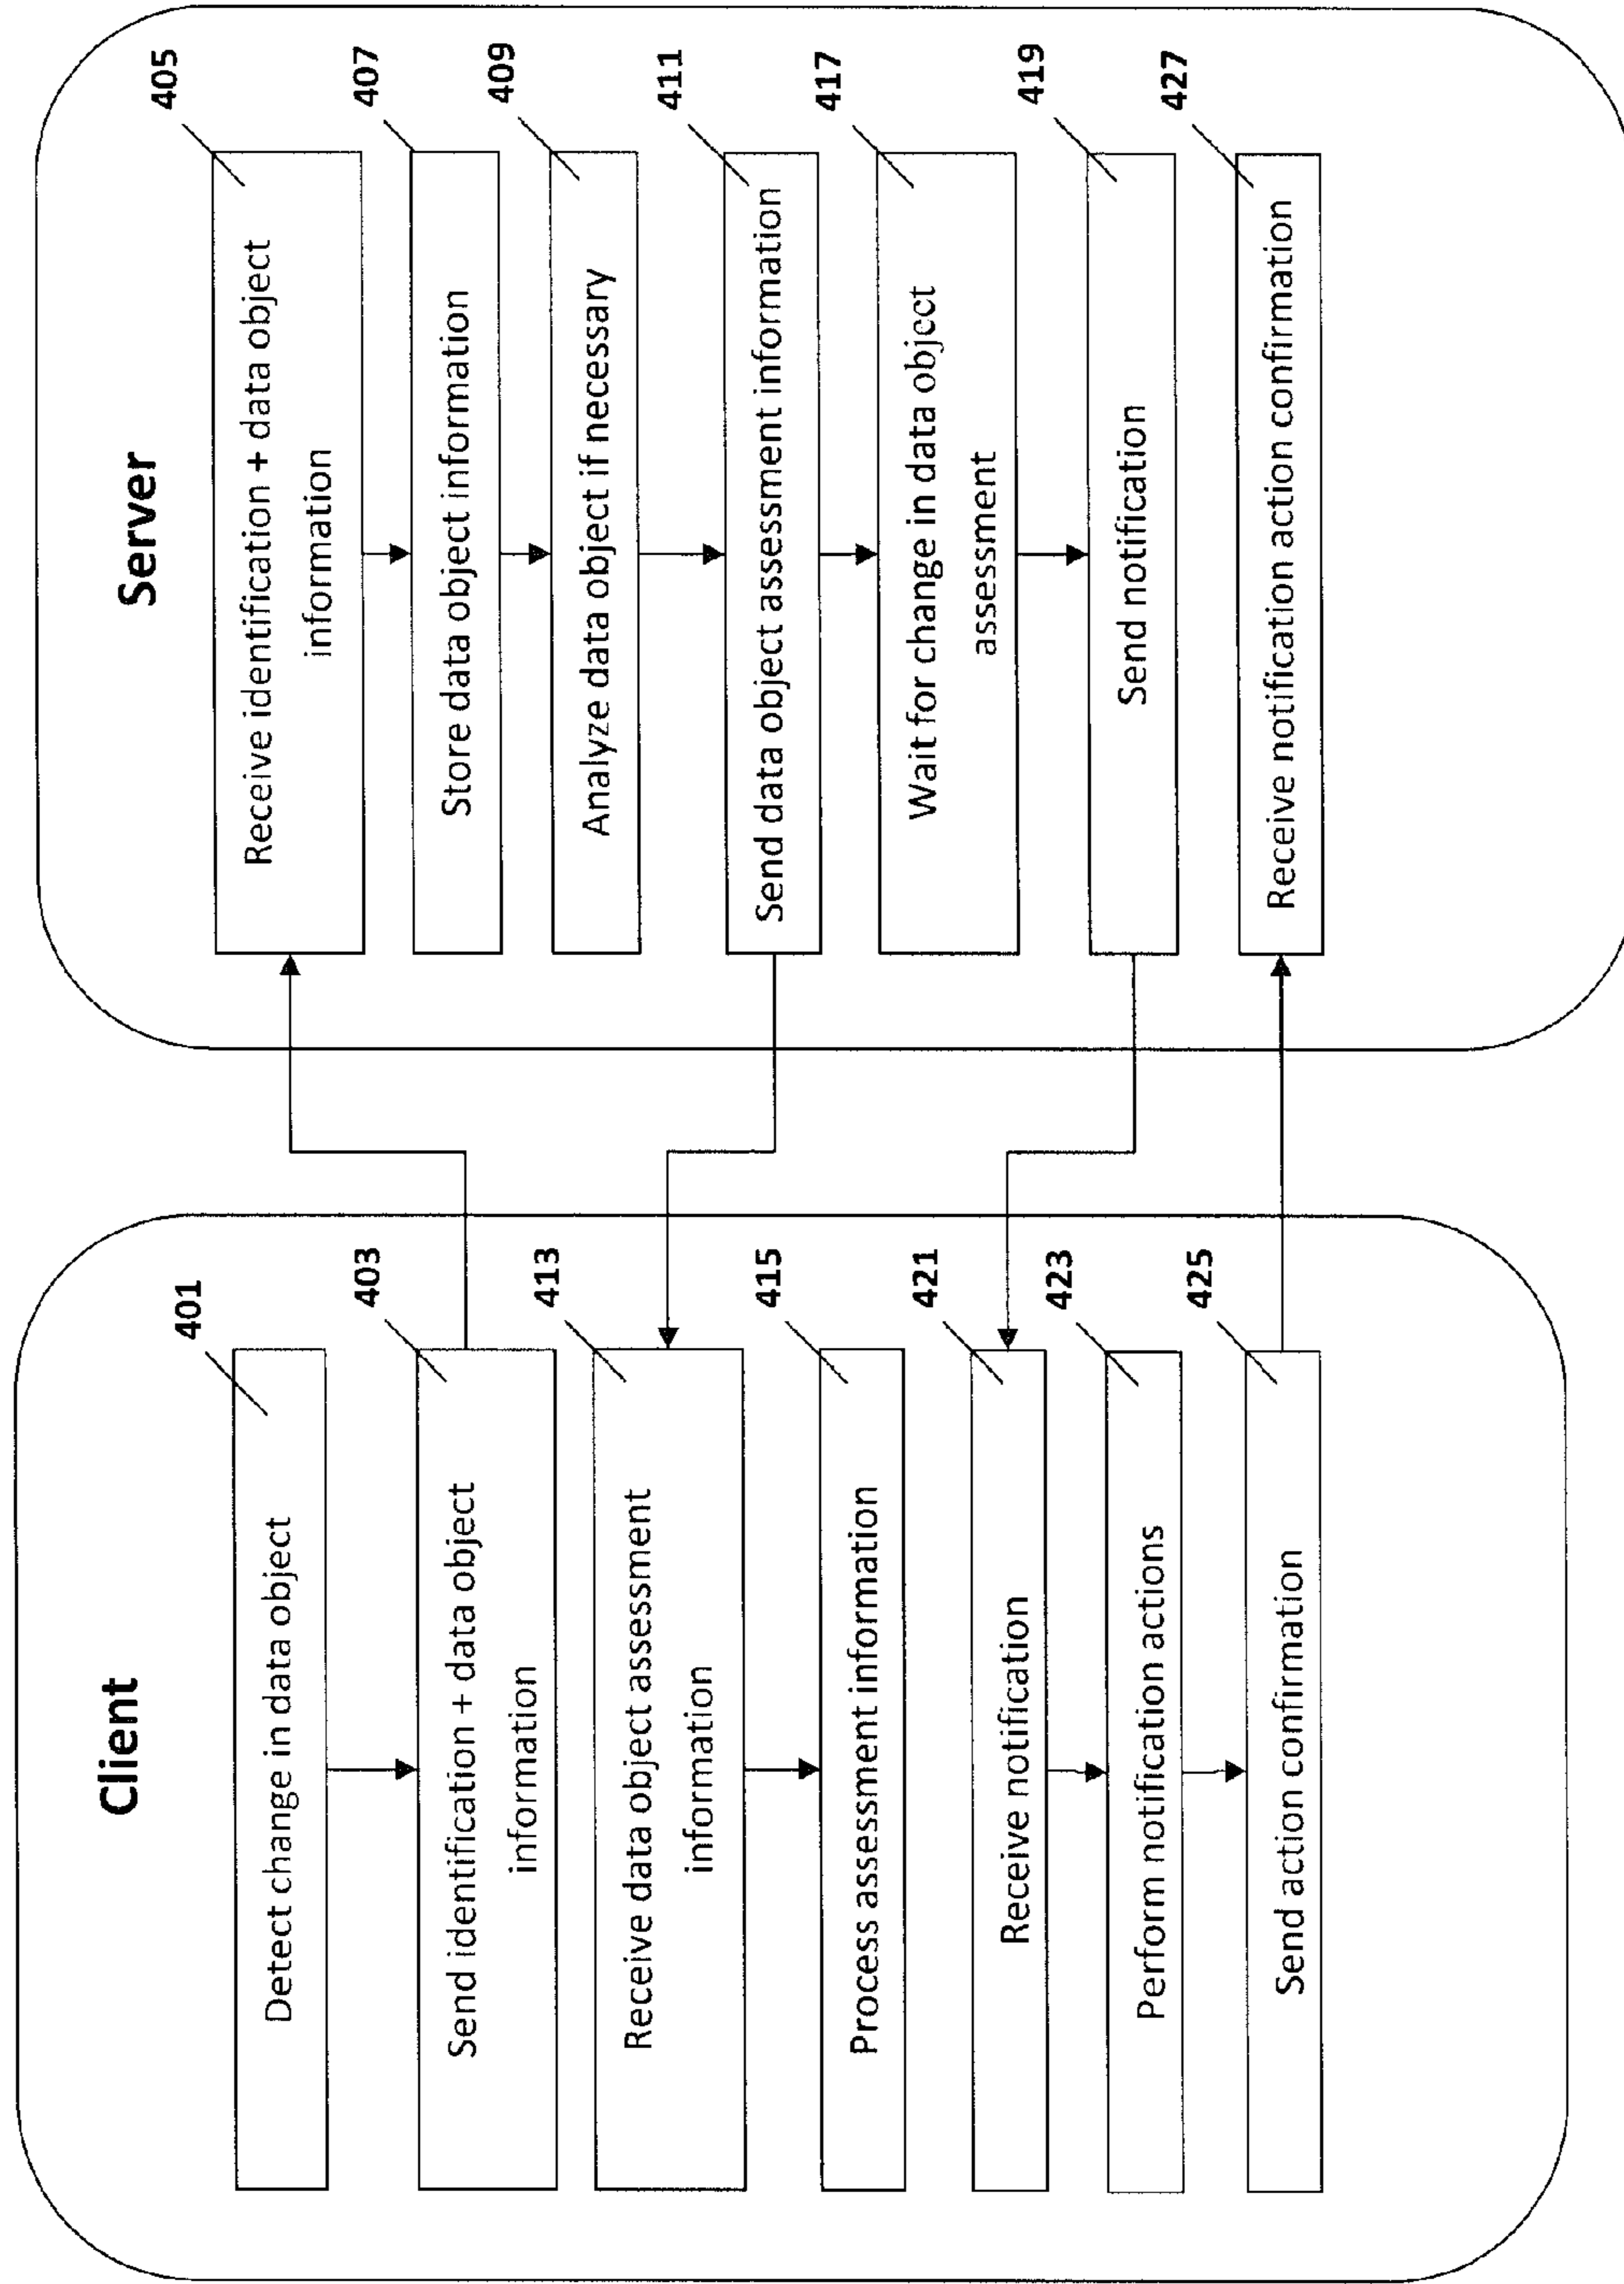 Client
401
Detect change in data object
403
Send identification + data object
information
413
Receive data object assessment
information
415
Process assessment information
421
Receive notification
423
Perform notification actions
425
Send action confirmation
Server
405
Receive identification + data object
information
407
Store data object information
409
Analyze data object if necessary
411
Send data object assessment information
417
Wait for change in data object
assessment
419
Send notification
427
Receive notification action confirmation